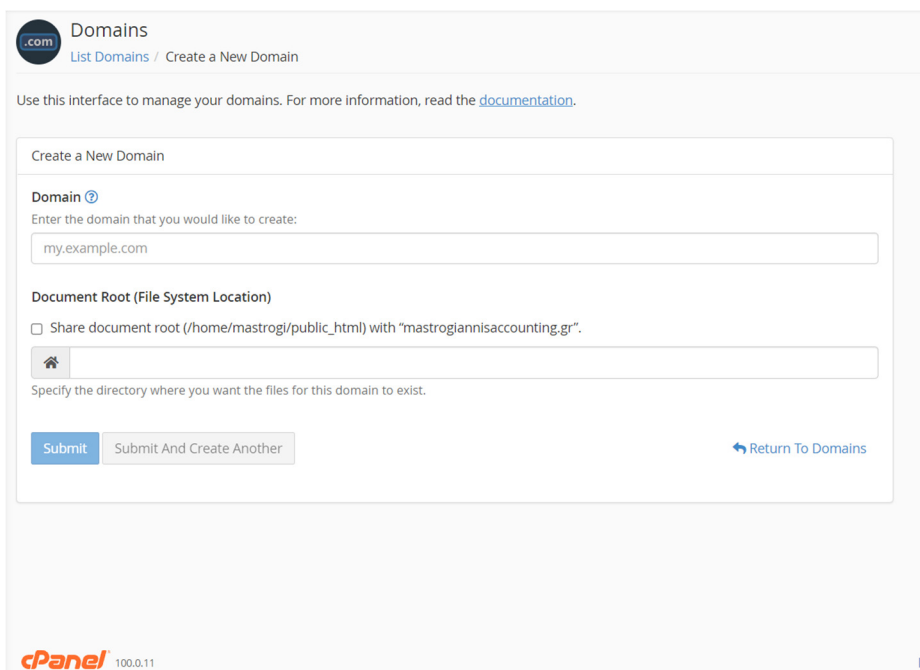 .com
Domains
List Domains / Create a New Domain
Use this interface to manage your domains. For more information, read the documentation.
Create a New Domain
Domain
Enter the domain that you would like to create:
my.example.com
Document Root (File System Location)
Share document root (/home/mastrogi/public_html) with “mastrogiannisaccounting.gr”.
Specify the directory where you want the files for this domain to exist.
Submit
Submit And Create Another
Return To Domains
cPanel 100.0.11